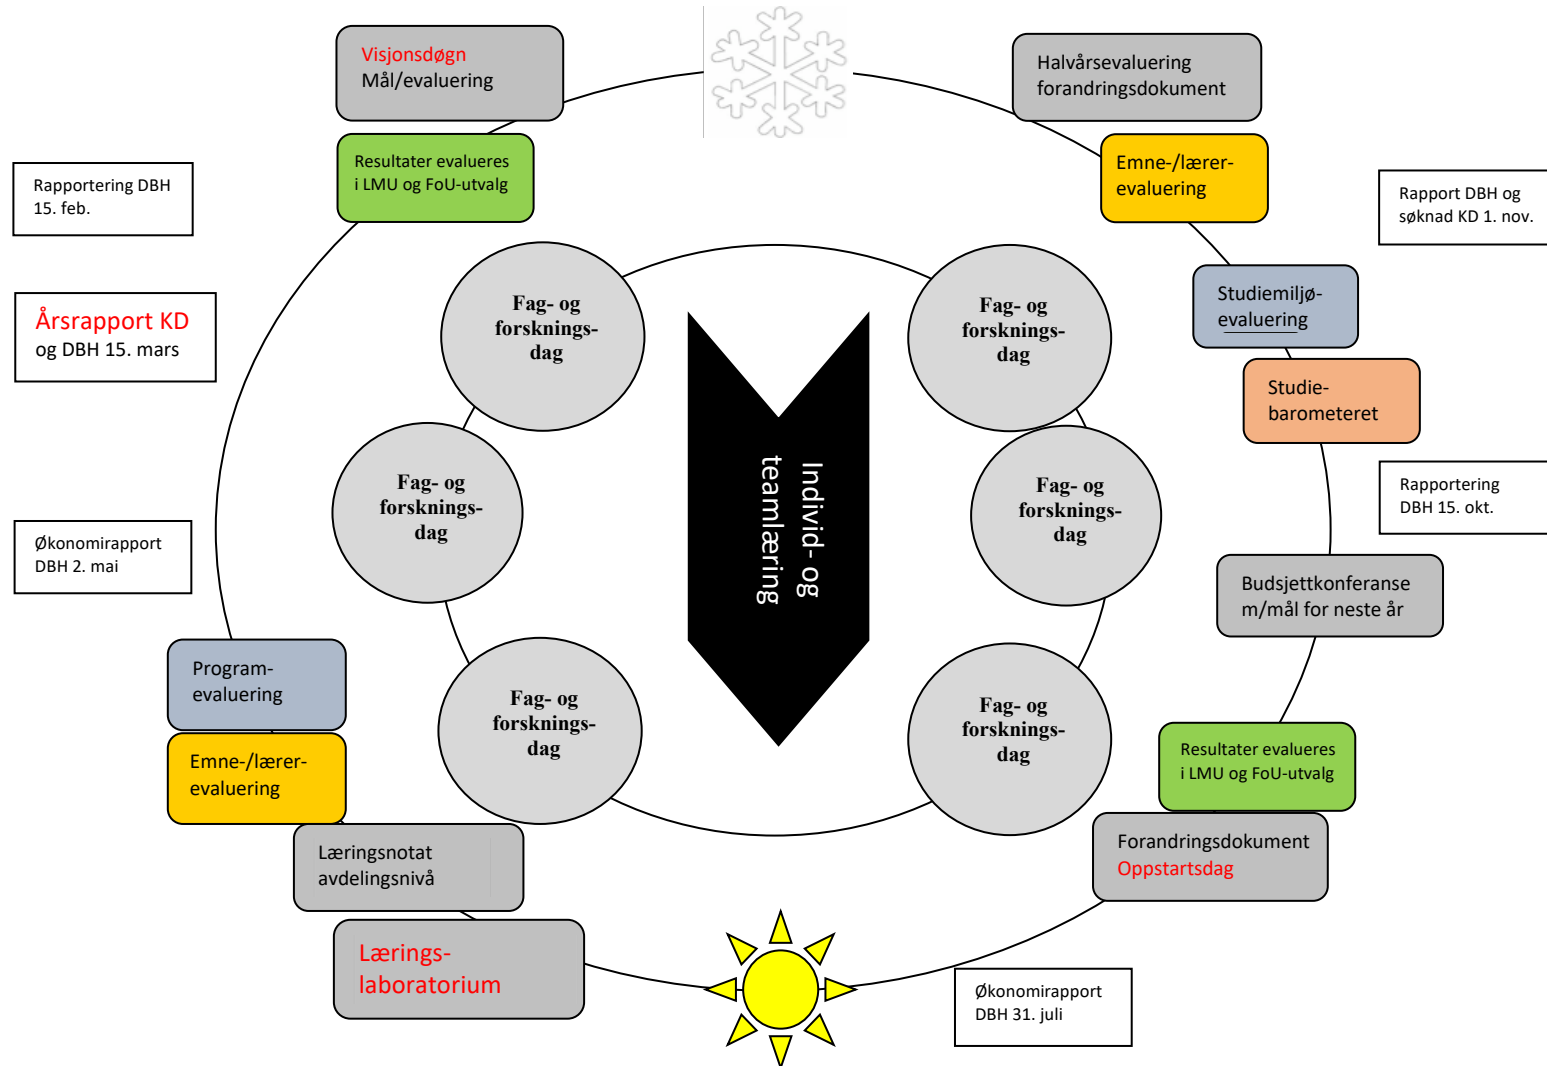 Visjonsdøgn
Mål/evaluering
Halvårsevaluering
forandringsdokument
Resultater evalueres
i LMU og FoU-utvalg
Emne-/lærer-
evaluering
Rapportering DBH
15. feb.
Rapport DBH og
søknad KD 1. nov.
Årsrapport KD
og DBH 15. mars
Fag- og
forsknings-
dag
Fag- og
forsknings-
dag
Studiemiljø-
evaluering
Studie-
barometeret
Fag- og
forsknings-
dag
Individ- og
teamlæring
Fag- og
forsknings-
dag
Rapportering
DBH 15. okt.
Økonomirapport
DBH 2. mai
Budsjettkonferanse
m/mål for neste år
Program-
evaluering
Fag- og
forsknings-
dag
Fag- og
forsknings-
dag
Emne-/lærer-
evaluering
Resultater evalueres
i LMU og FoU-utvalg
Læringsnotat
avdelingsnivå
Forandringsdokument
Oppstartsdag
Lærings-
laboratorium
Økonomirapport
DBH 31. juli